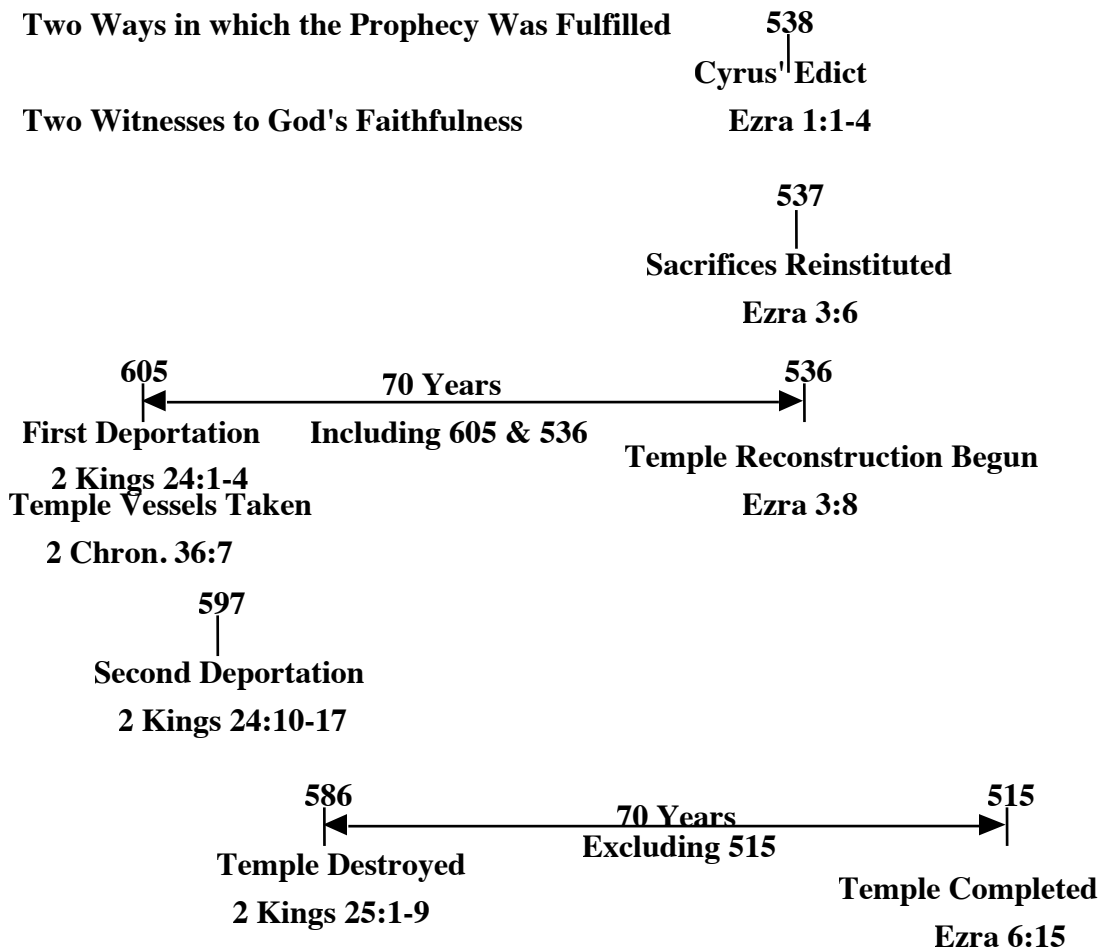 Two Ways in which the Prophecy Was Fulfilled
538
Cyrus' Edict
Two Witnesses to God's Faithfulness
Ezra 1:1-4
537
Sacrifices Reinstituted
Ezra 3:6
605
70 Years
536
First Deportation
Including 605 & 536
Temple Reconstruction Begun
2 Kings 24:1-4
Ezra 3:8
Temple Vessels Taken
2 Chron. 36:7
597
Second Deportation
2 Kings 24:10-17
586
70 Years
515
Excluding 515
Temple Destroyed
Temple Completed
2 Kings 25:1-9
Ezra 6:15